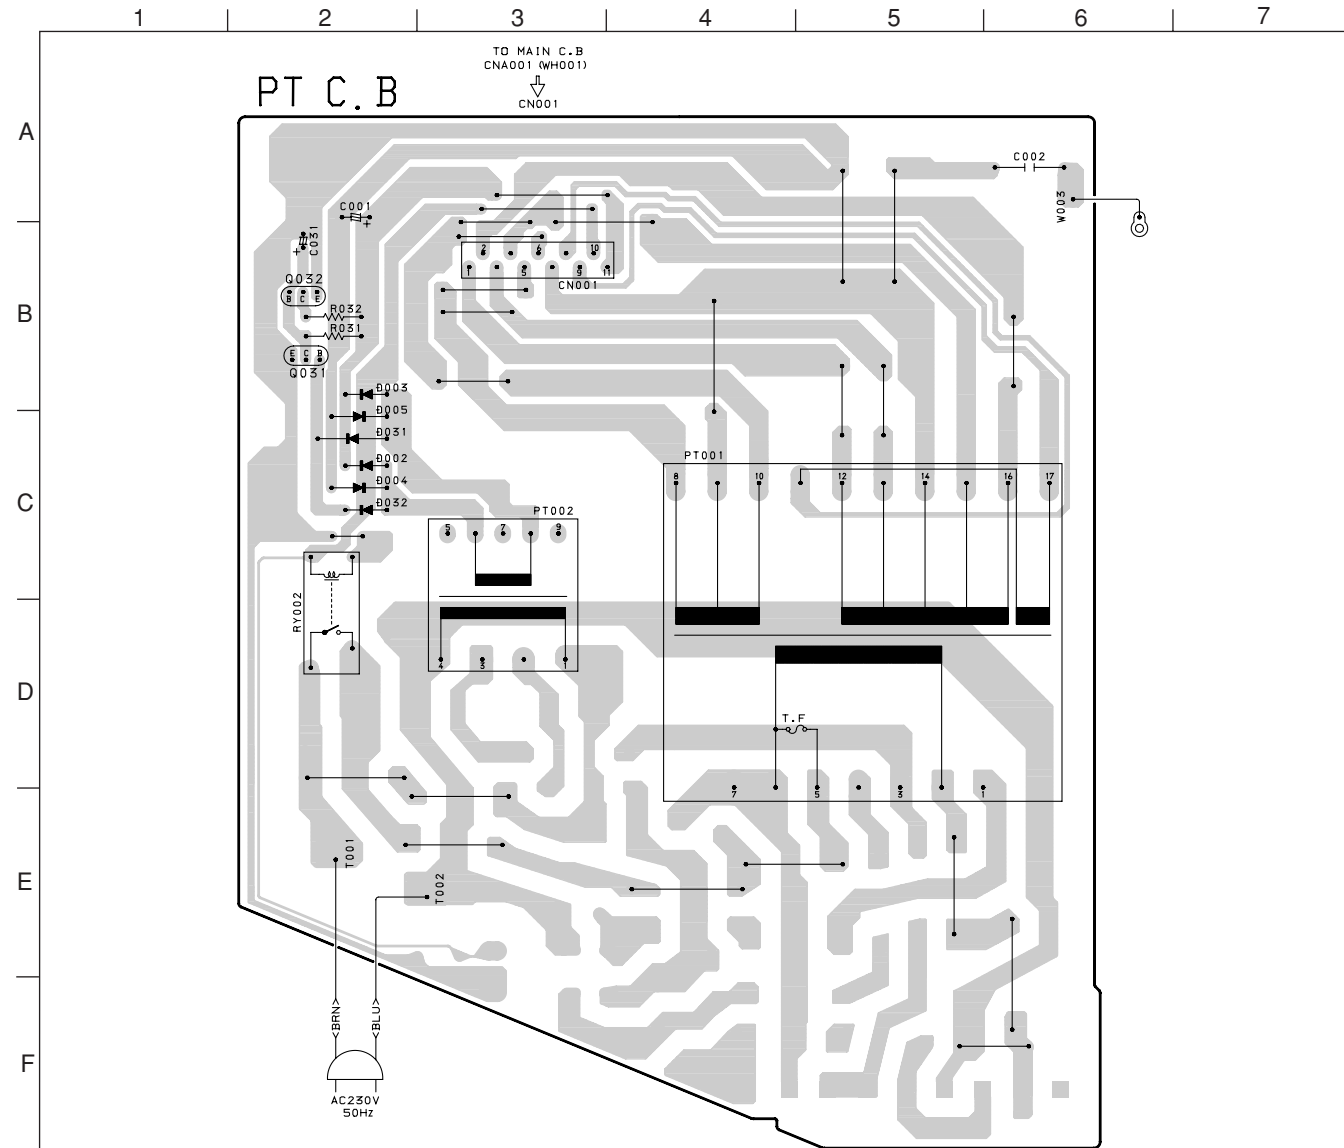 1 2 3 4 5 6 7
TO MAIN C.B
CNA001 (WH001)
CN001
PT C.B
A
C002
W003
C001
+
C031
+
2 6 10
1 5 9 11
CN001
Q032
B C E
B
R032
R031
E C B
Q031
D003
D005
D031
D002
D004
D032
C
PT001
8 10 12 14 16 17
PT002
5 7 9
RY002
4 3 1
D
T.F
7 5 3 1
T001
T002
E
<BRN>
<BLU>
F
AC230V
50Hz